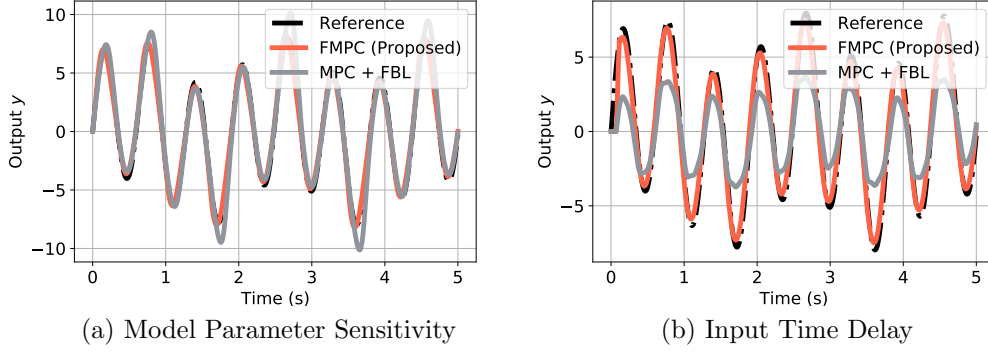 10
5
0
−5
−10
Output y
0 1 2 3 4 5
Time (s)
Reference
FMPC (Proposed)
MPC + FBL
(a) Model Parameter Sensitivity
5
0
−5
Output y
0 1 2 3 4 5
Time (s)
Reference
FMPC (Proposed)
MPC + FBL
(b) Input Time Delay